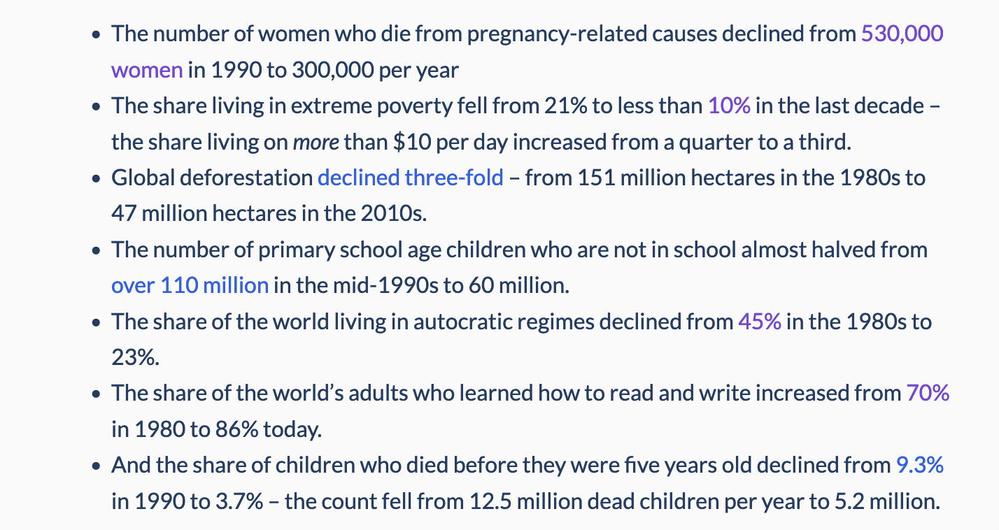 • The number of women who die from pregnancy-related causes declined from 530,000
women in 1990 to 300,000 per year
• The share living in extreme poverty fell from 21% to less than 10% in the last decade –
the share living on more than $10 per day increased from a quarter to a third.
• Global deforestation declined three-fold – from 151 million hectares in the 1980s to
47 million hectares in the 2010s.
• The number of primary school age children who are not in school almost halved from
over 110 million in the mid-1990s to 60 million.
• The share of the world living in autocratic regimes declined from 45% in the 1980s to
23%.
• The share of the world’s adults who learned how to read and write increased from 70%
in 1980 to 86% today.
• And the share of children who died before they were five years old declined from 9.3%
in 1990 to 3.7% – the count fell from 12.5 million dead children per year to 5.2 million.